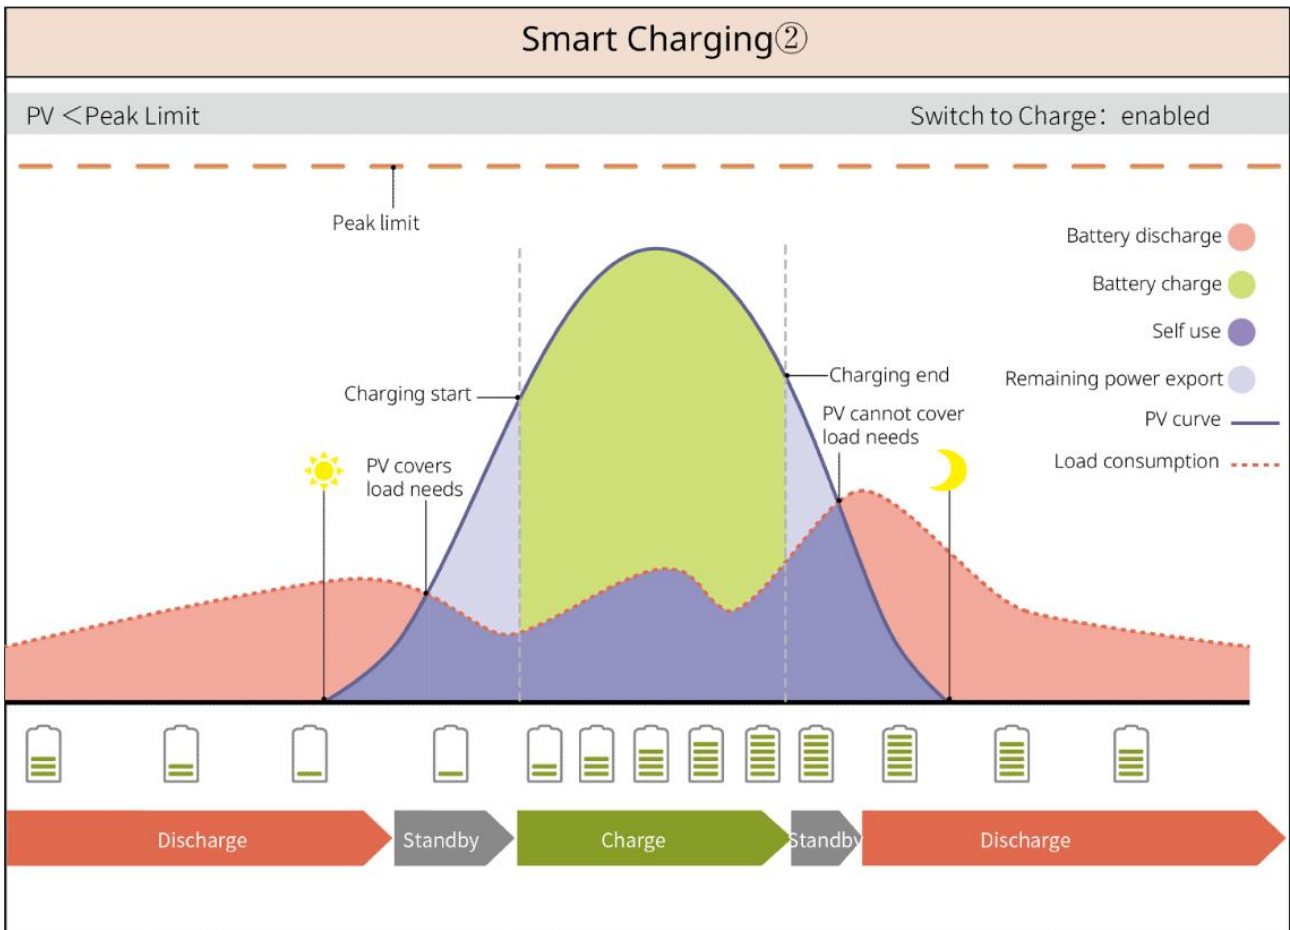 Smart Charging②
PV ＜Peak Limit
Switch to Charge：enabled
Peak limit
Battery discharge
Battery charge
Self use
Remaining power export
PV curve
Load consumption
Charging start
Charging end
PV cannot cover
load needs
PV covers
load needs
Discharge
Standby
Charge
Standby
Discharge